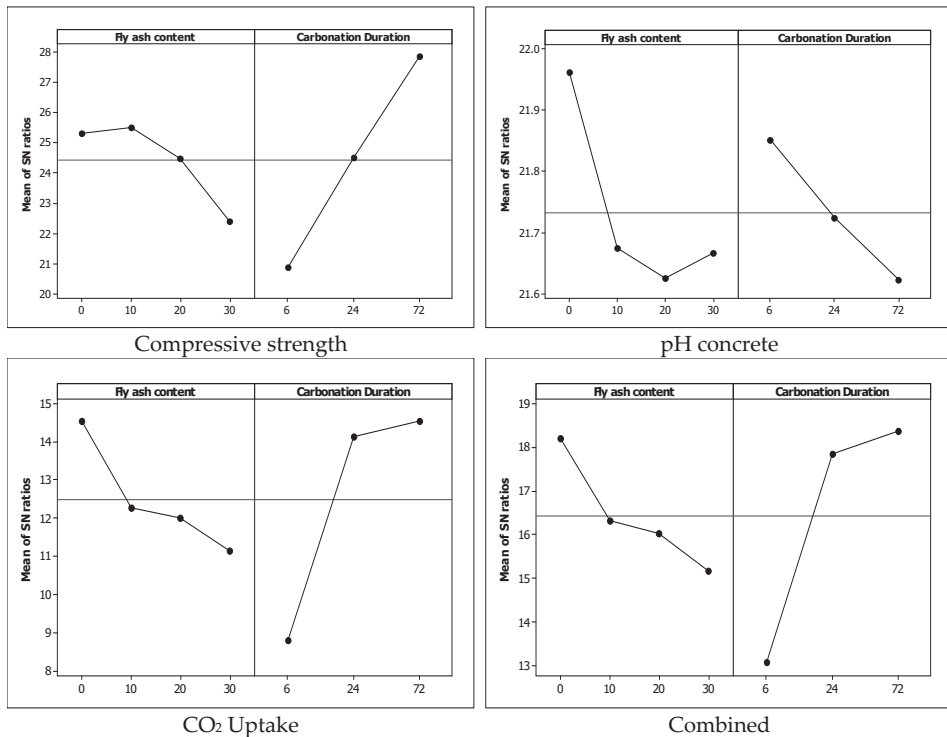 Fly ash content Carbonation Duration
Mean of SN ratios
28
27
26
25
24
23
22
21
20
0 10 20 30 6 24 72
Compressive strength
Fly ash content Carbonation Duration
Mean of SN ratios
22.0
21.9
21.8
21.7
21.6
0 10 20 30 6 24 72
pH concrete
Fly ash content Carbonation Duration
Mean of SN ratios
15
14
13
12
11
10
9
8
0 10 20 30 6 24 72
CO₂ Uptake
Fly ash content Carbonation Duration
Mean of SN ratios
19
18
17
16
15
14
13
0 10 20 30 6 24 72
Combined